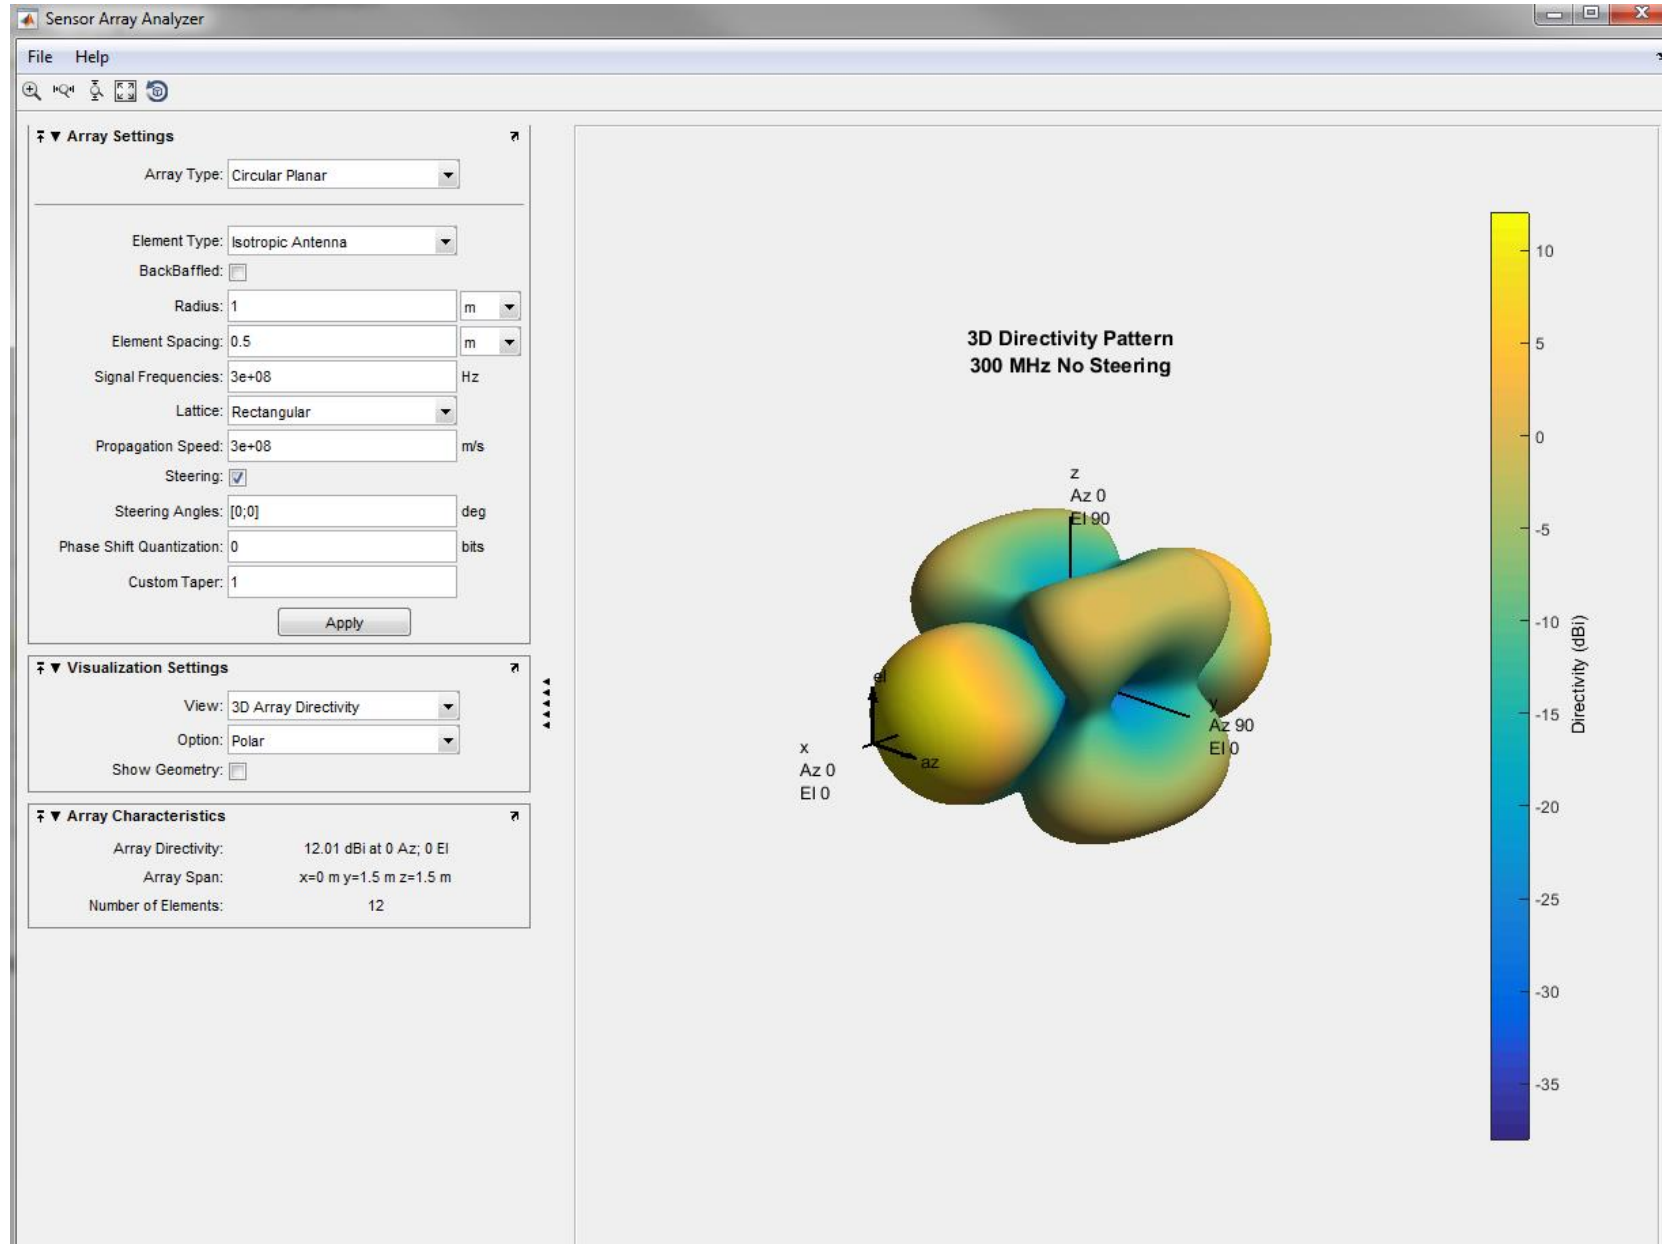 Sensor Array Analyzer
File Help
Array Settings
Array Type: Circular Planar
Element Type: Isotropic Antenna
BackBaffled:
Radius: 1 m
Element Spacing: 0.5 m
Signal Frequencies: 3e+08 Hz
Lattice: Rectangular
Propagation Speed: 3e+08 m/s
Steering:
Steering Angles: [0;0] deg
Phase Shift Quantization: 0 bits
Custom Taper: 1
Apply
Visualization Settings
View: 3D Array Directivity
Option: Polar
Show Geometry:
Array Characteristics
Array Directivity: 12.01 dBi at 0 Az; 0 El
Array Span: x=0 m y=1.5 m z=1.5 m
Number of Elements: 12
3D Directivity Pattern
300 MHz No Steering
z
Az 0
El 90
el
az
x
Az 0
El 0
y
Az 90
El 0
10
5
0
-5
-10
-15
-20
-25
-30
-35
Directivity (dBi)